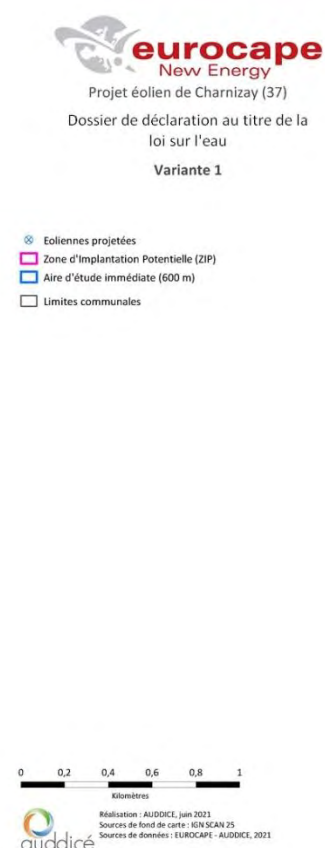 eurocape
New Energy
Projet éolien de Charnizay (37)
Dossier de déclaration au titre de la
loi sur l'eau
Variante 1
Eoliennes projetées
Zone d'Implantation Potentielle (ZIP)
Aire d'étude immédiate (600 m)
Limites communales
0 0,2 0,4 0,6 0,8 1
Kilomètres
Réalisation : AUDDICE, juin 2021
Sources de fond de carte : IGN SCAN 25
Sources de données : EUROCAPE - AUDDICE, 2021
auddicé